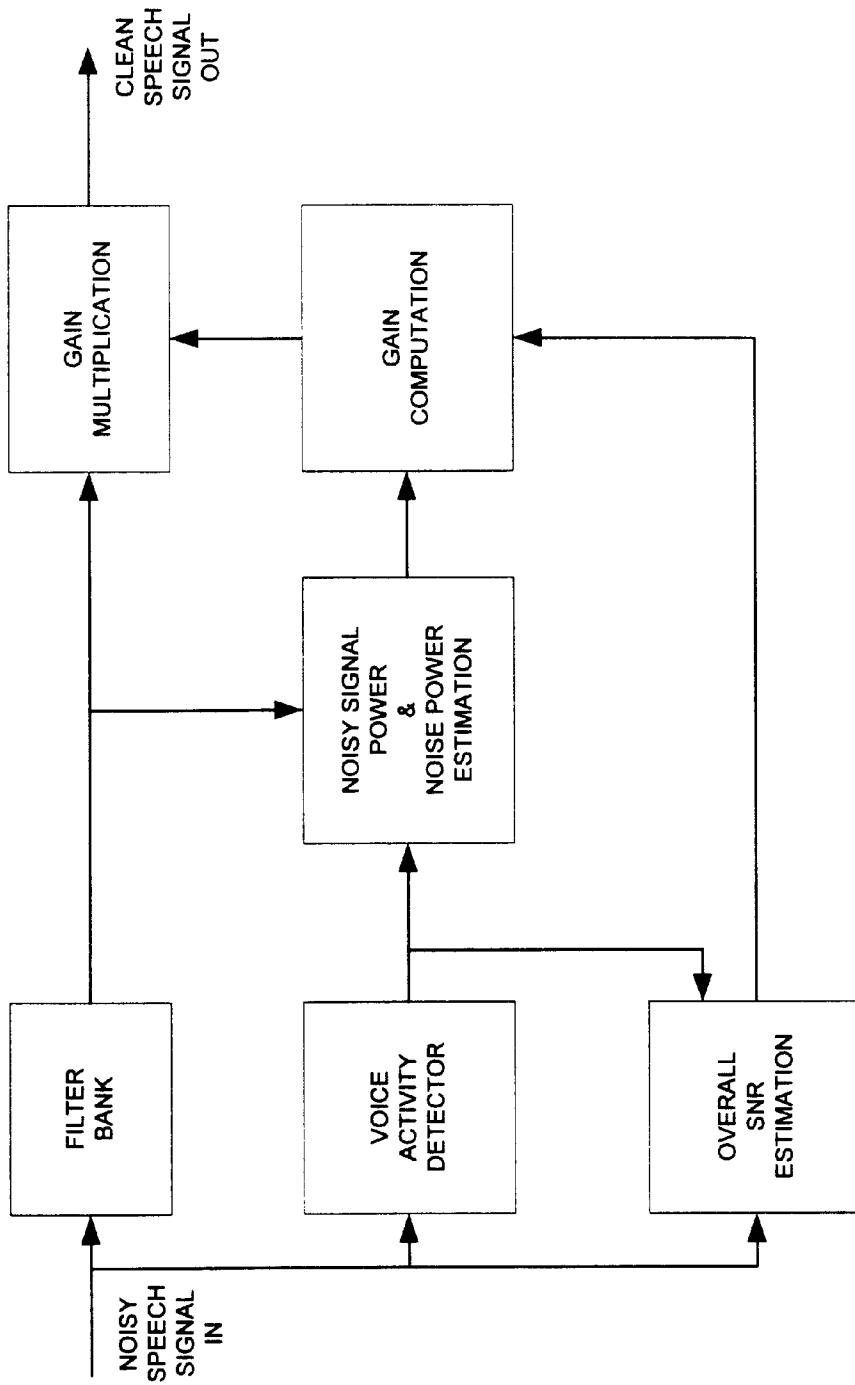 NOISY
SPEECH
SIGNAL
IN
FILTER
BANK
GAIN
MULTIPLICATION
CLEAN
SPEECH
SIGNAL
OUT
VOICE
ACTIVITY
DETECTOR
NOISY SIGNAL
POWER
&
NOISE POWER
ESTIMATION
GAIN
COMPUTATION
OVERALL
SNR
ESTIMATION